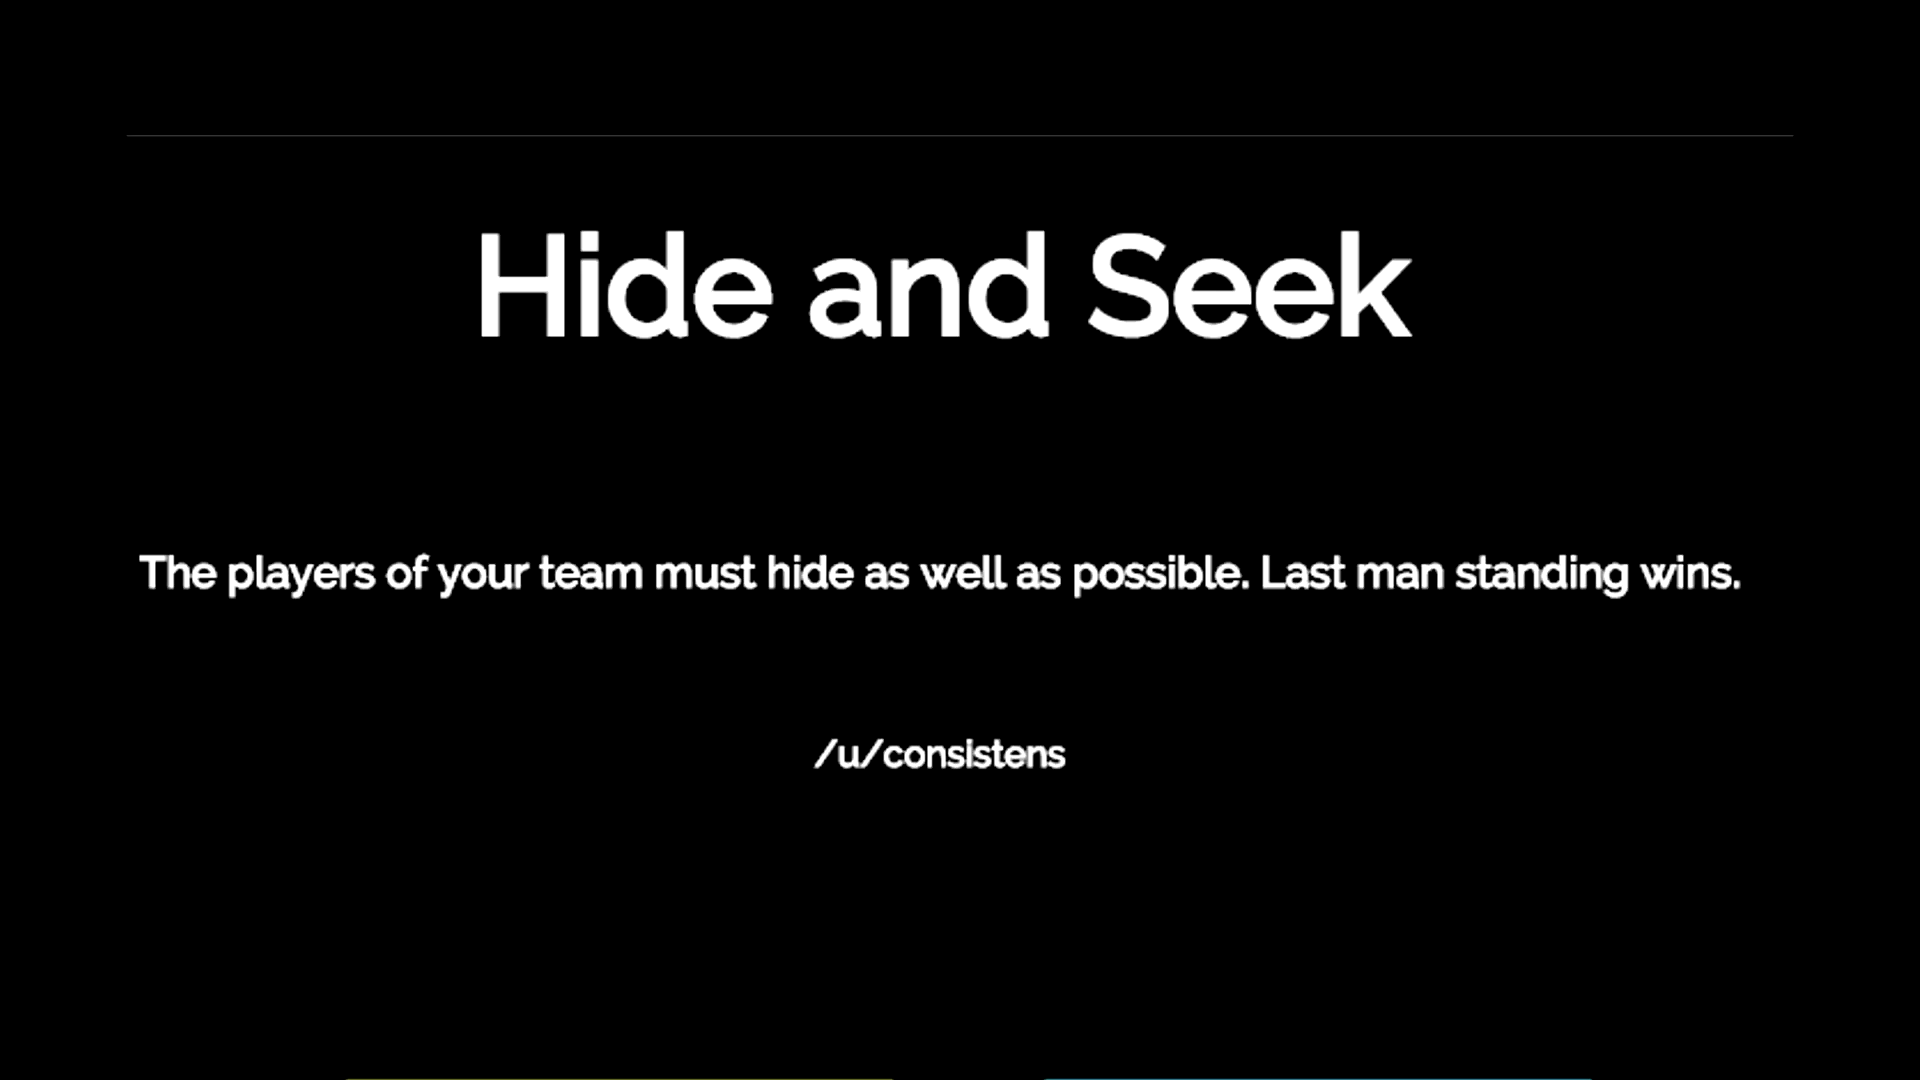 Hide and Seek
The players of your team must hide as well as possible. Last man standing wins.
/u/consistens